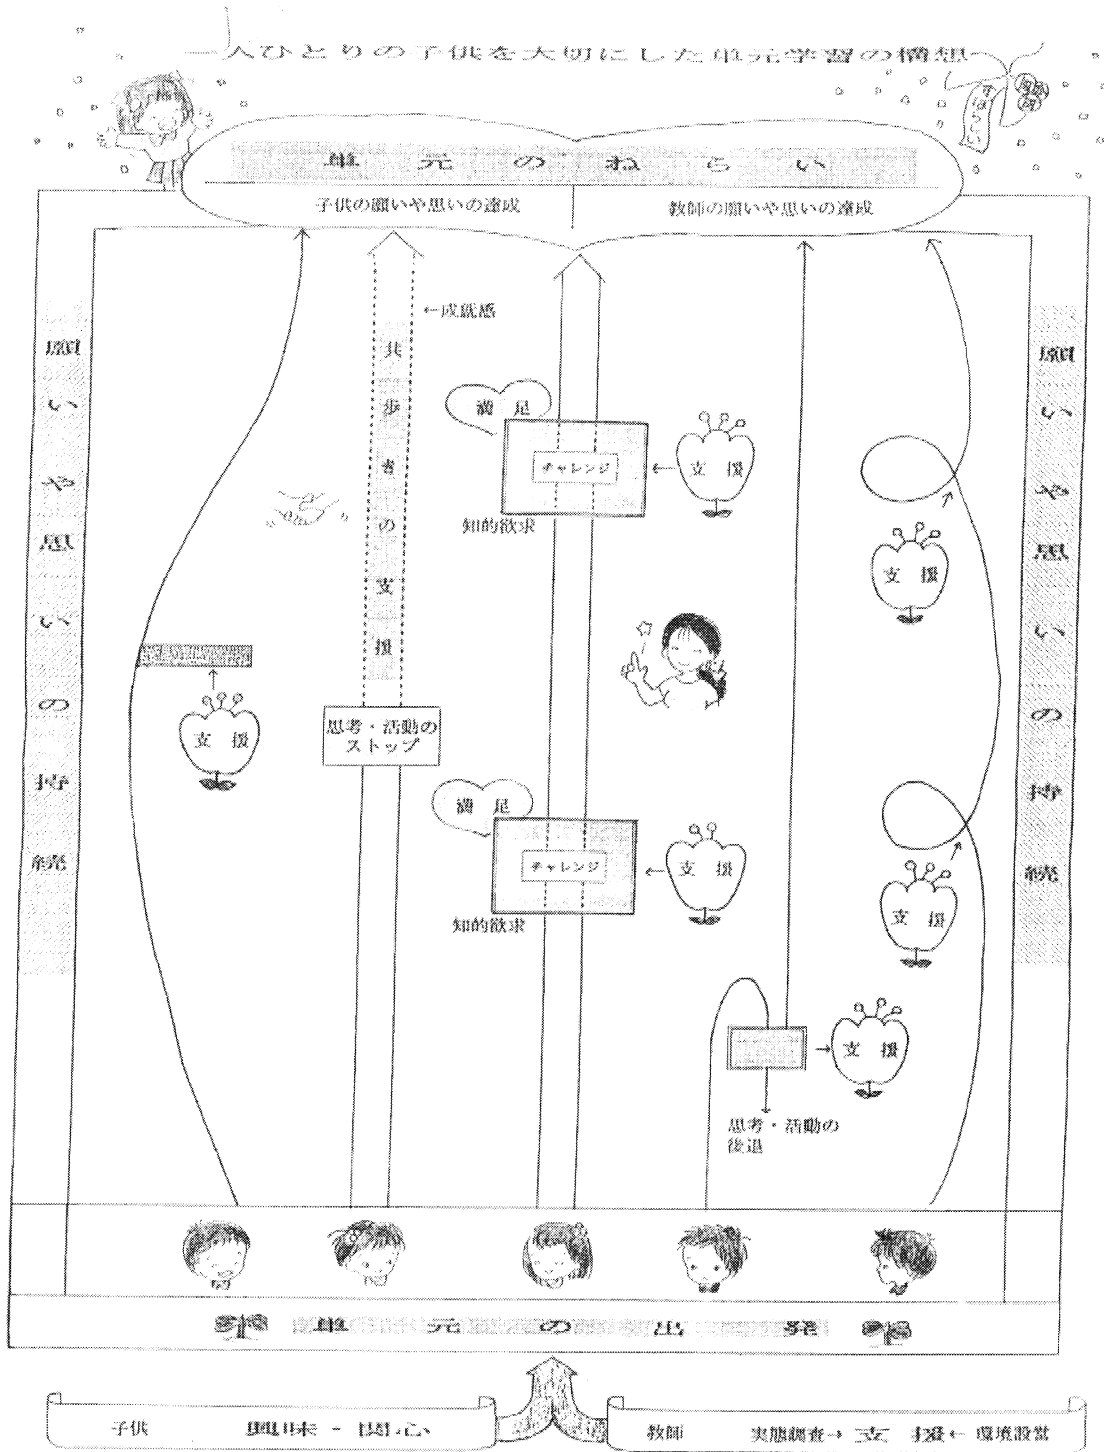 一人ひとりの子供を大切にした単元学習の構想
単元のねらい
子供の願いや思いの達成
教師の願いや思いの達成
願いや思いの持続
願いや思いの持続
←成就感
共歩者の支援
満足
チャレンジ
支援
知的欲求
支援
支援
思考・活動の
ストップ
満足
チャレンジ
支援
知的欲求
支援
支援
思考・活動の
後退
単元の出発
子供 興味・関心
教師 実態調査→支援←環境設営